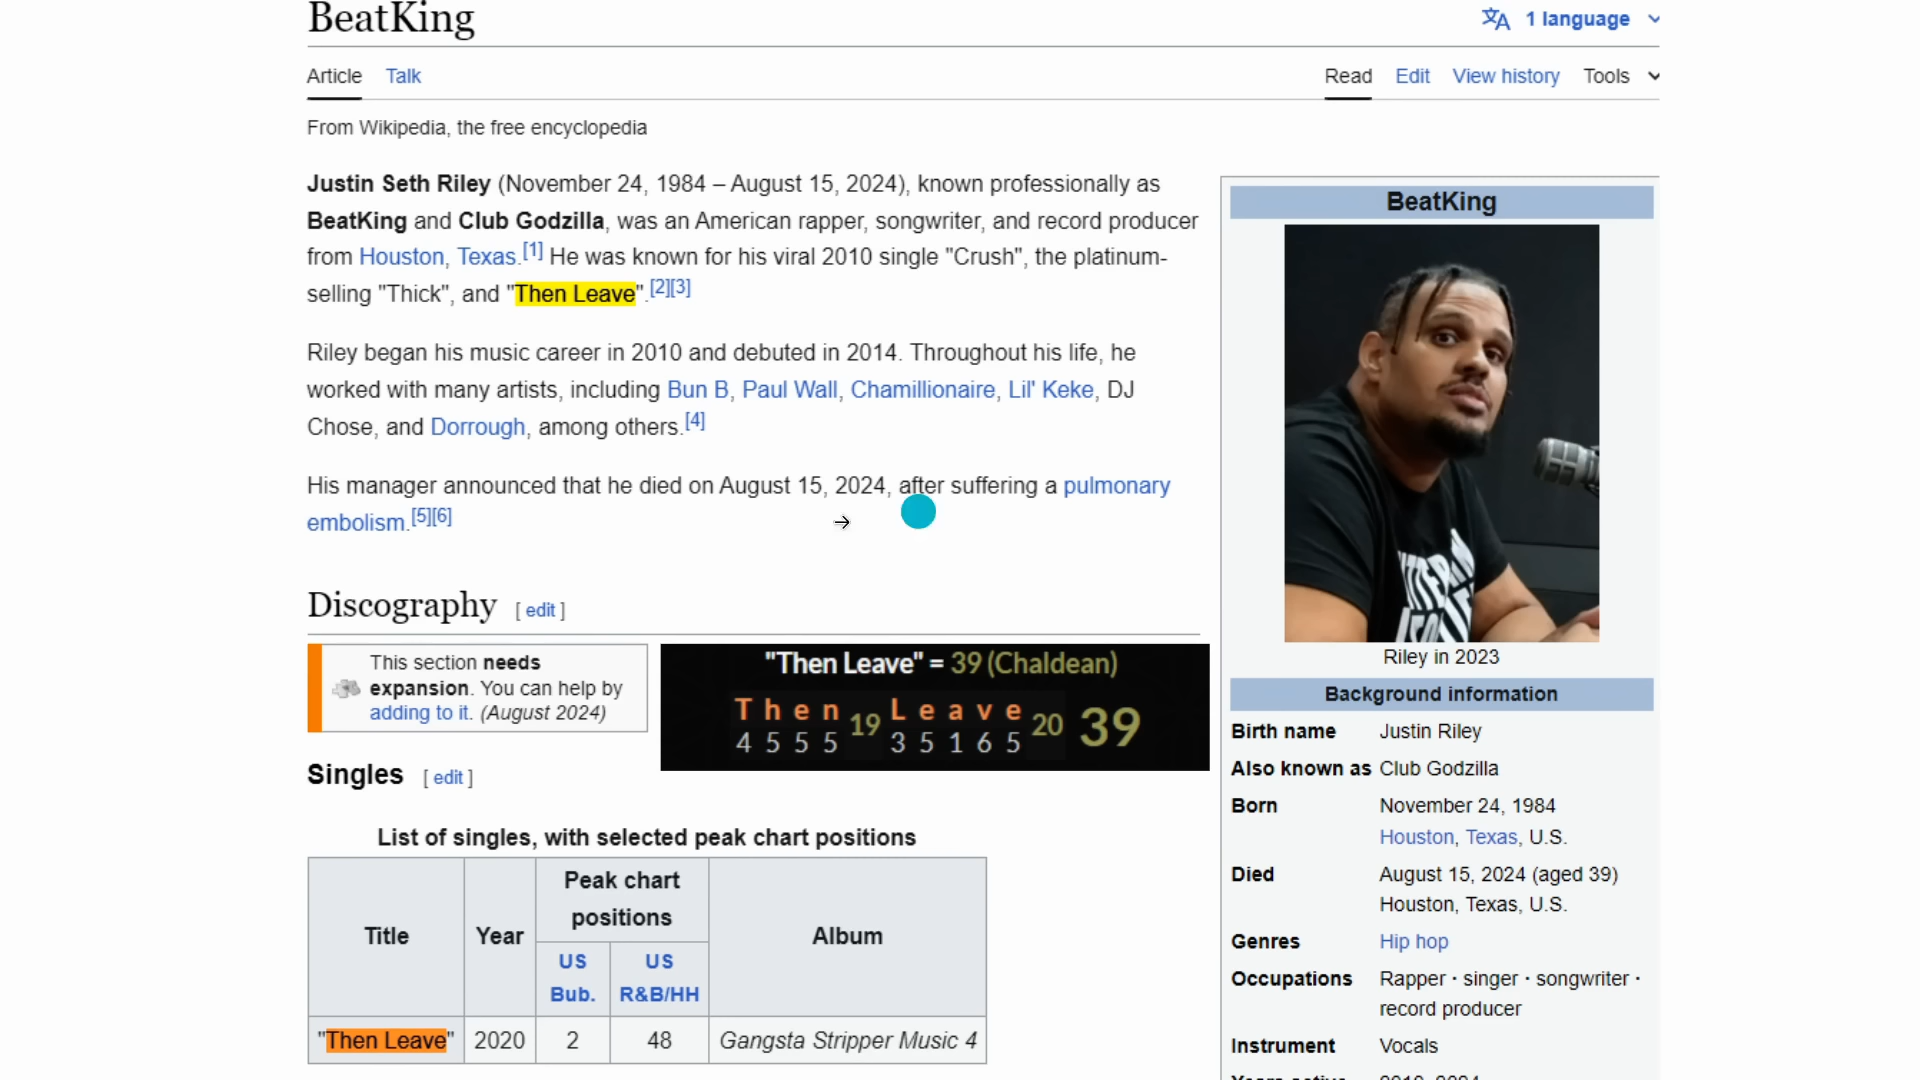 BeatKing
1 language
Article Talk
Read Edit View history Tools
From Wikipedia, the free encyclopedia
Justin Seth Riley (November 24, 1984 – August 15, 2024), known professionally as
BeatKing and Club Godzilla, was an American rapper, songwriter, and record producer
from Houston, Texas.[1] He was known for his viral 2010 single "Crush", the platinum-
selling "Thick", and "Then Leave".[2][3]
Riley began his music career in 2010 and debuted in 2014. Throughout his life, he
worked with many artists, including Bun B, Paul Wall, Chamillionaire, Lil' Keke, DJ
Chose, and Dorrough, among others.[4]
His manager announced that he died on August 15, 2024, after suffering a pulmonary
embolism.[5][6]
Discography [ edit ]
This section needs
expansion. You can help by
adding to it. (August 2024)
"Then Leave" = 39 (Chaldean)
T h e n 19 L e a v e 20 39
4 5 5 5 3 5 1 6 5
Singles [ edit ]
List of singles, with selected peak chart positions
Title
Year
Peak chart
positions
Album
US
Bub.
US
R&B/HH
"Then Leave" 2020 2 48 Gangsta Stripper Music 4
BeatKing
Riley in 2023
Background information
Birth name Justin Riley
Also known as Club Godzilla
Born November 24, 1984
Houston, Texas, U.S.
Died August 15, 2024 (aged 39)
Houston, Texas, U.S.
Genres Hip hop
Occupations Rapper · singer · songwriter ·
record producer
Instrument Vocals